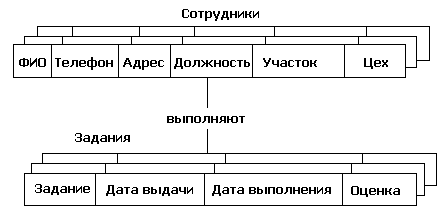 Сотрудники
ФИО Телефон Адрес Должность Участок Цех
выполняют
Задания
Задание Дата выдачи Дата выполнения Оценка